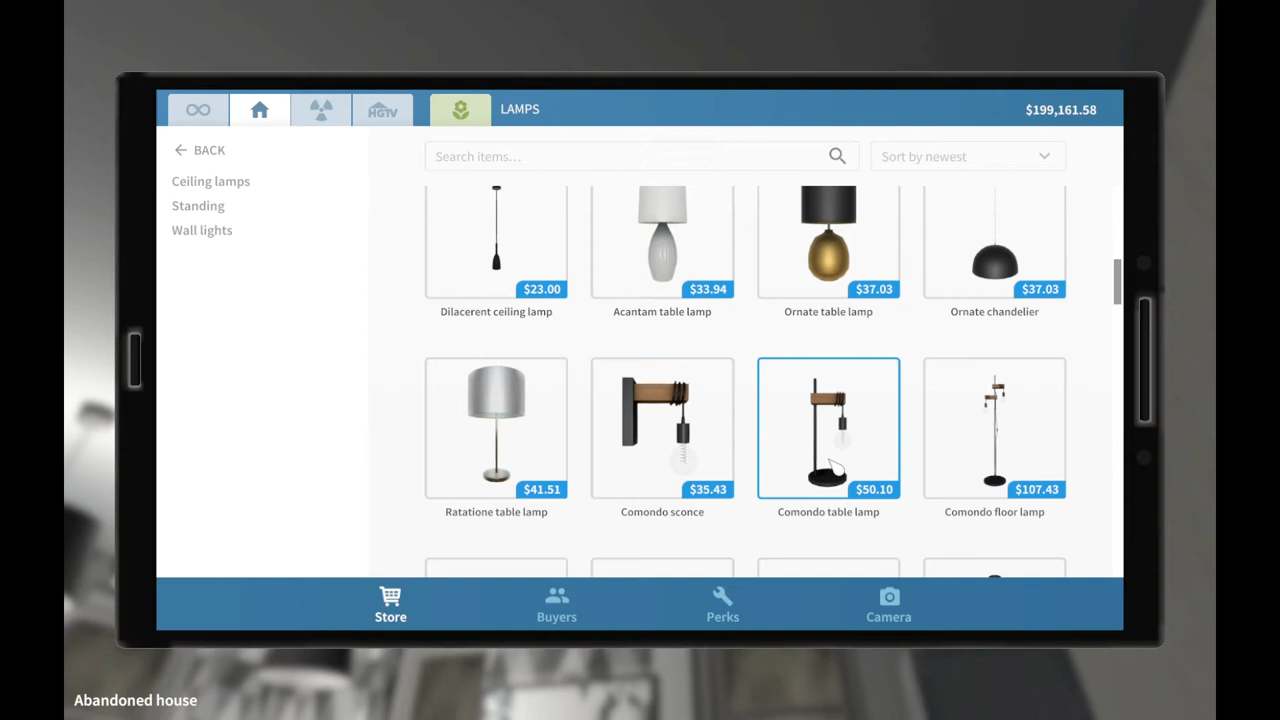 HGTV
LAMPS
$199,161.58
BACK
Search items...
Sort by newest
Ceiling lamps
Standing
Wall lights
$23.00
$33.94
$37.03
$37.03
Dilacerent ceiling lamp
Acantam table lamp
Ornate table lamp
Ornate chandelier
$41.51
$35.43
$50.10
$107.43
Ratatione table lamp
Comondo sconce
Comondo table lamp
Comondo floor lamp
Store
Buyers
Perks
Camera
Abandoned house